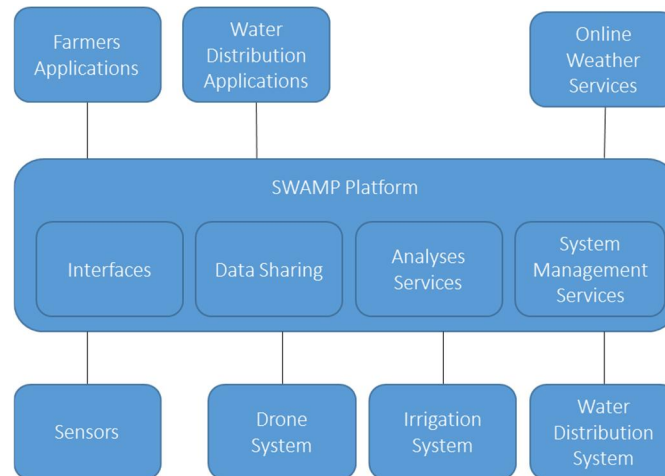 Farmers
Applications
Water
Distribution
Applications
Online
Weather
Services
SWAMP Platform
Interfaces
Data Sharing
Analyses
Services
System
Management
Services
Sensors
Drone
System
Irrigation
System
Water
Distribution
System